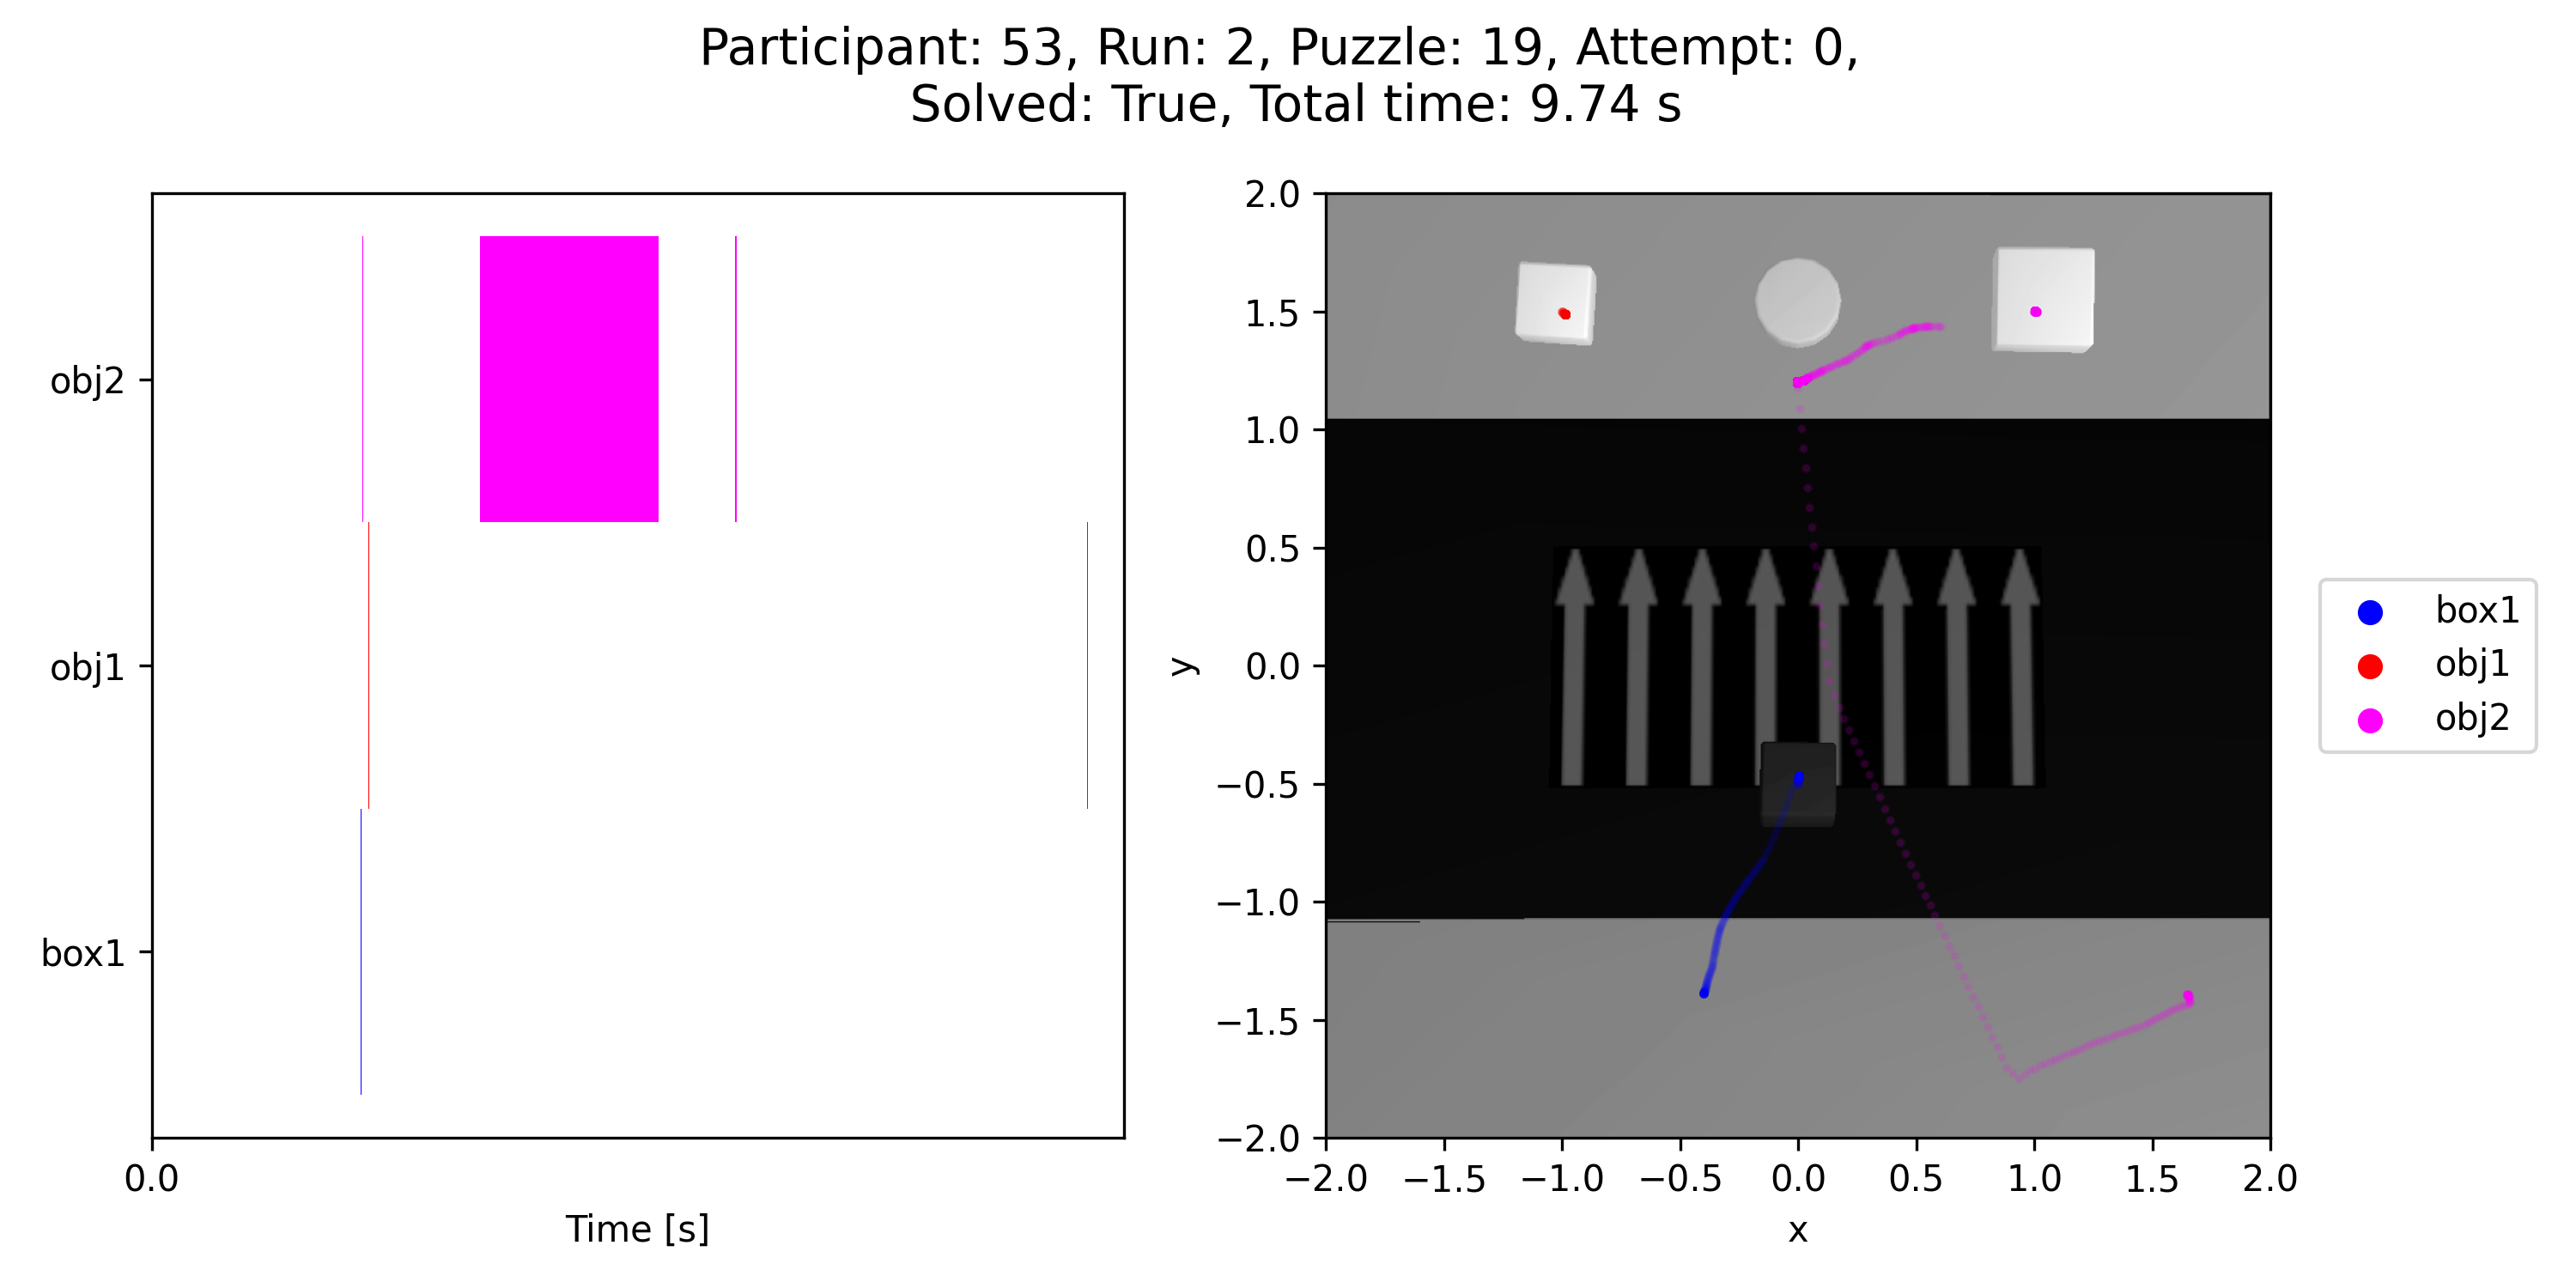 Participant: 53, Run: 2, Puzzle: 19, Attempt: 0,
Solved: True, Total time: 9.74 s
obj2
obj1
box1
0.0
Time [s]
2.0
1.5
1.0
0.5
0.0
−0.5
−1.0
−1.5
−2.0
y
−2.0 −1.5 −1.0 −0.5 0.0 0.5 1.0 1.5 2.0
x
box1
obj1
obj2